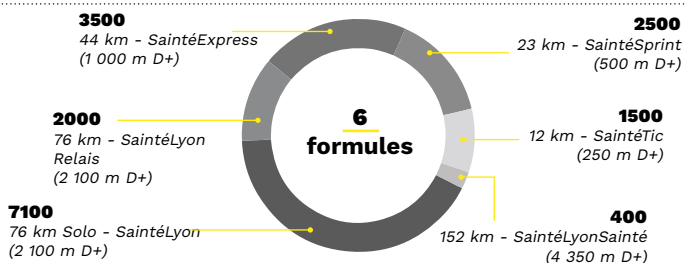 3500
44 km - SaintéExpress
(1 000 m D+)
2500
23 km - SaintéSprint
(500 m D+)
2000
76 km - SaintéLyon
Relais
(2 100 m D+)
6
formules
1500
12 km - SaintéTic
(250 m D+)
7100
76 km Solo - SaintéLyon
(2 100 m D+)
400
152 km - SaintéLyonSainté
(4 350 m D+)